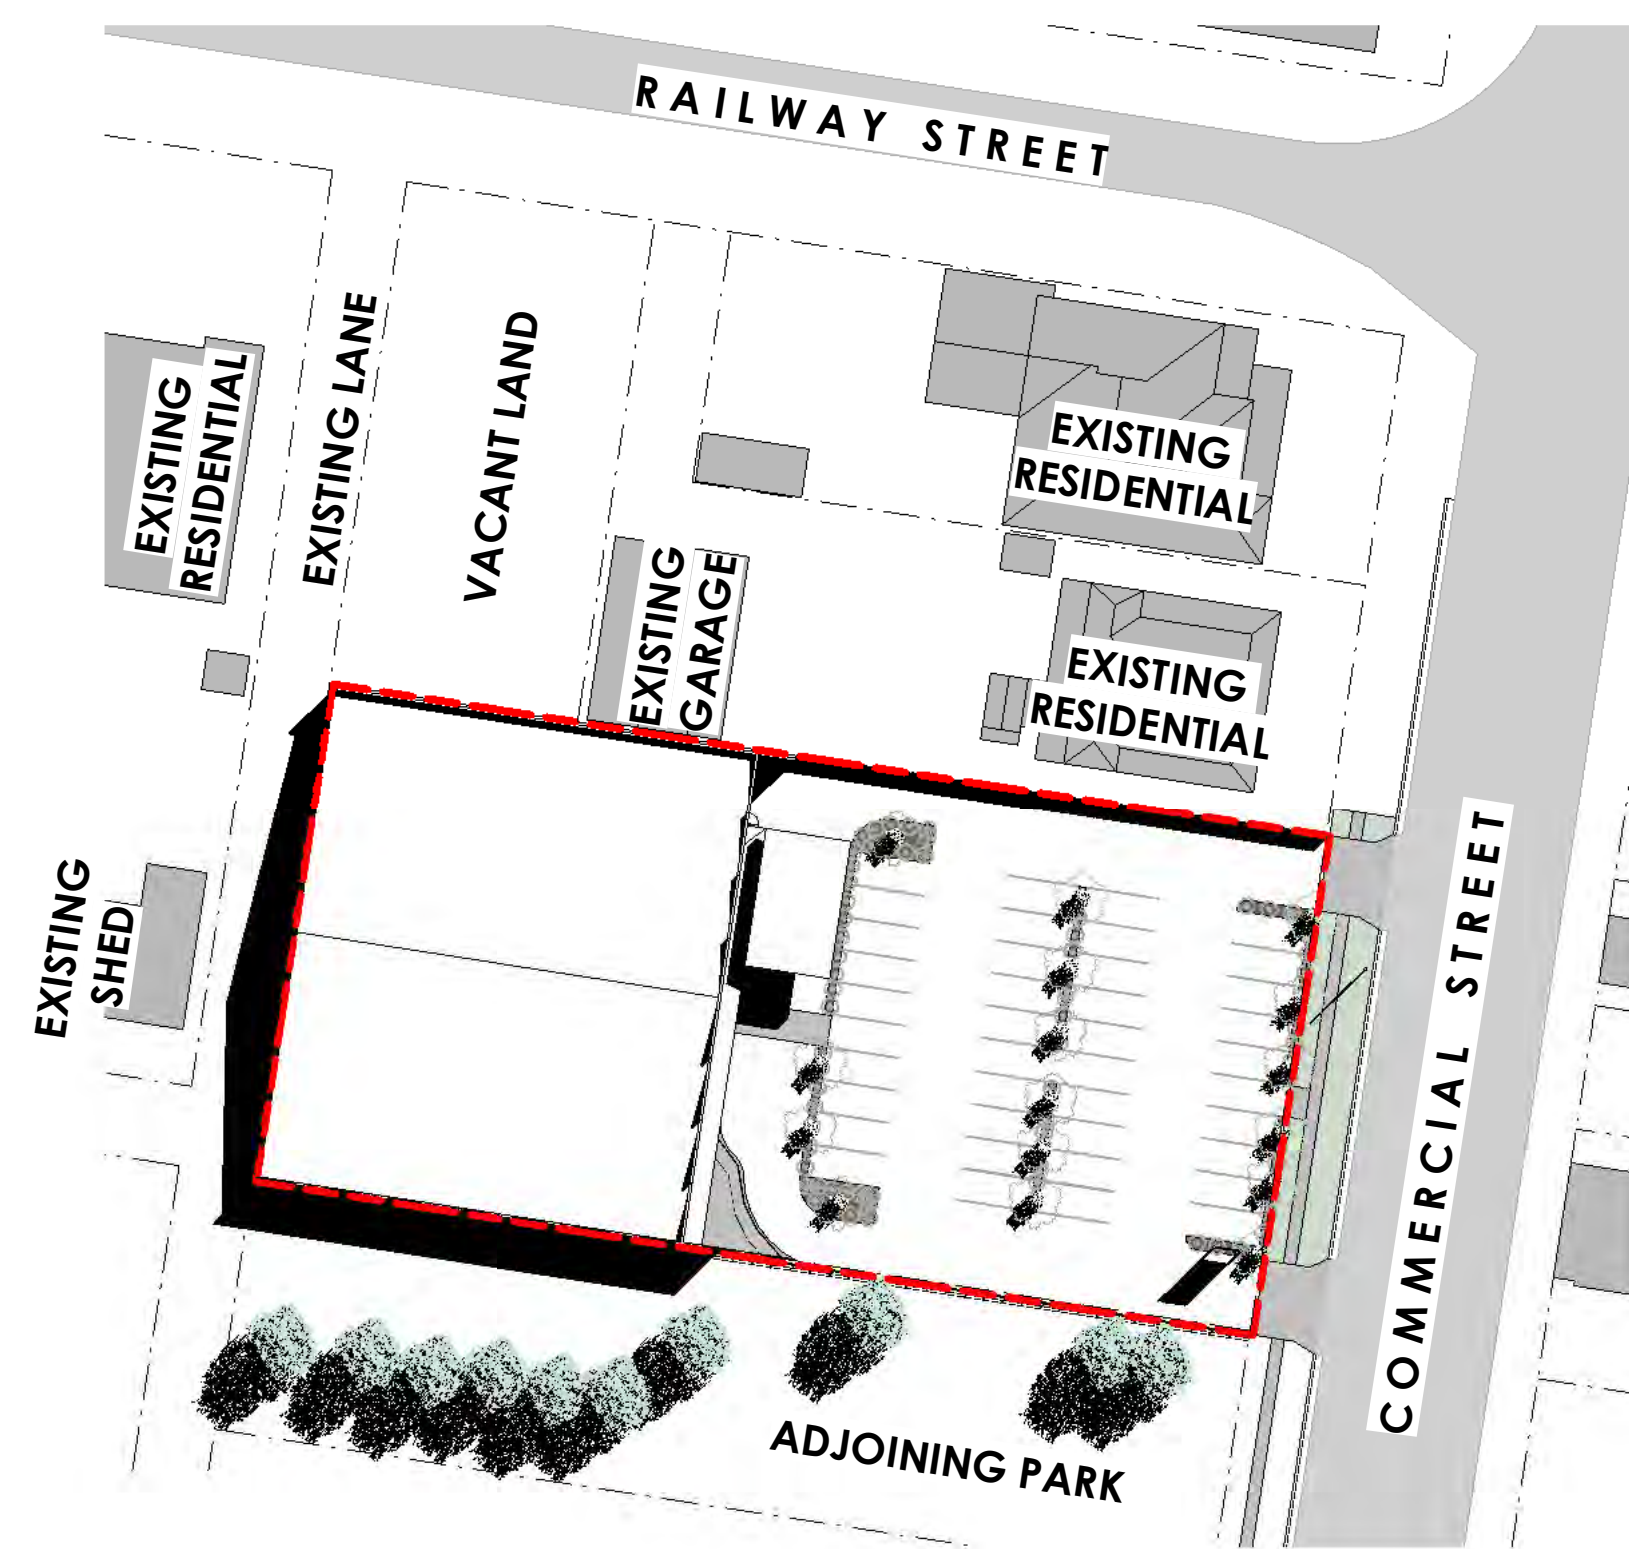 RAILWAY STREET
EXISTING
RESIDENTIAL
EXISTING LANE
VACANT LAND
EXISTING
RESIDENTIAL
EXISTING
GARAGE
EXISTING
RESIDENTIAL
EXISTING
SHED
COMMERCIAL STREET
ADJOINING PARK